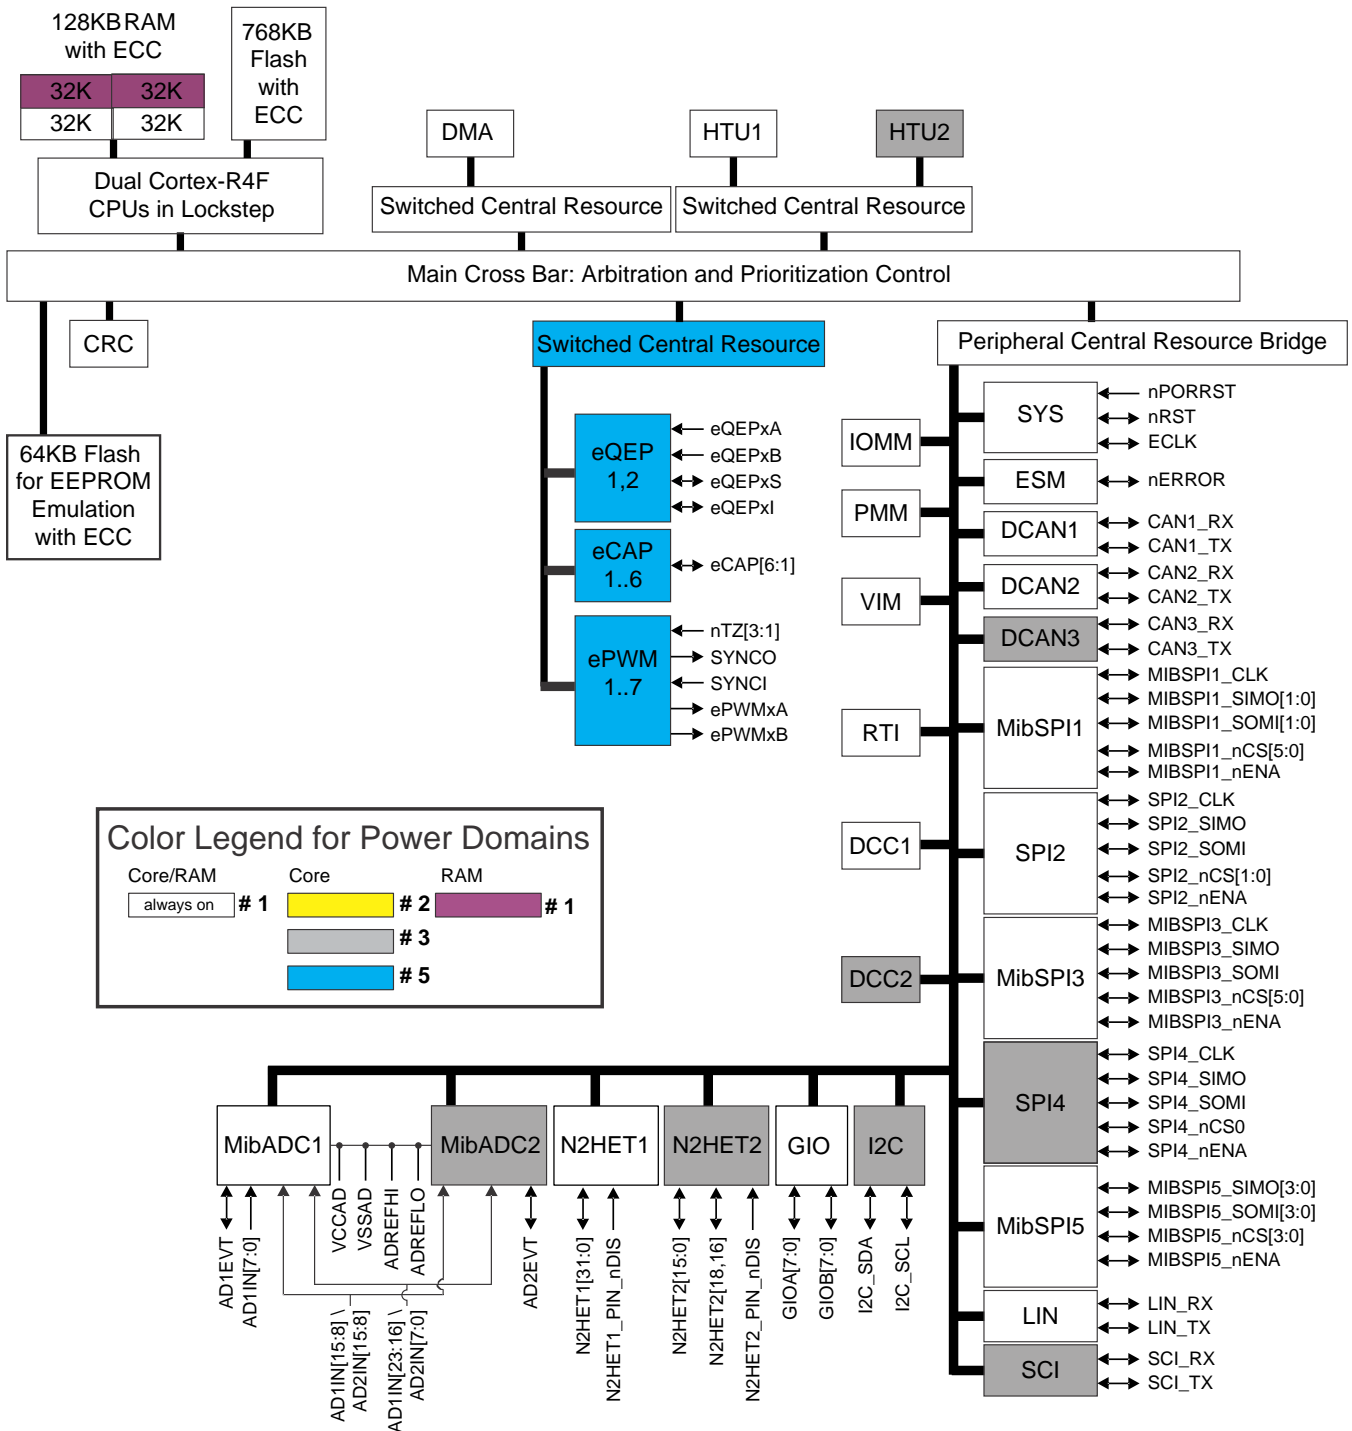 128KB RAM
with ECC
32K 32K
32K 32K
768KB
Flash
with
ECC
DMA
HTU1
HTU2
Dual Cortex-R4F
CPUs in Lockstep
Switched Central Resource
Switched Central Resource
Main Cross Bar: Arbitration and Prioritization Control
CRC
Switched Central Resource
Peripheral Central Resource Bridge
64KB Flash
for EEPROM
Emulation
with ECC
eQEP
1,2
eQEPxA
eQEPxB
eQEPxS
eQEPxI
eCAP
1..6
eCAP[6:1]
ePWM
1..7
nTZ[3:1]
SYNCO
SYNCI
ePWMxA
ePWMxB
IOMM
PMM
VIM
RTI
DCC1
DCC2
SYS
nPORRST
nRST
ECLK
ESM
nERROR
DCAN1
CAN1_RX
CAN1_TX
DCAN2
CAN2_RX
CAN2_TX
DCAN3
CAN3_RX
CAN3_TX
MibSPI1
MIBSPI1_CLK
MIBSPI1_SIMO[1:0]
MIBSPI1_SOMI[1:0]
MIBSPI1_nCS[5:0]
MIBSPI1_nENA
SPI2
SPI2_CLK
SPI2_SIMO
SPI2_SOMI
SPI2_nCS[1:0]
SPI2_nENA
MibSPI3
MIBSPI3_CLK
MIBSPI3_SIMO
MIBSPI3_SOMI
MIBSPI3_nCS[5:0]
MIBSPI3_nENA
SPI4
SPI4_CLK
SPI4_SIMO
SPI4_SOMI
SPI4_nCS0
SPI4_nENA
MibSPI5
MIBSPI5_SIMO[3:0]
MIBSPI5_SOMI[3:0]
MIBSPI5_nCS[3:0]
MIBSPI5_nENA
LIN
LIN_RX
LIN_TX
SCI
SCI_RX
SCI_TX
Color Legend for Power Domains
Core/RAM Core RAM
always on # 1 # 2 # 1
# 3
# 5
MibADC1
MibADC2
N2HET1
N2HET2
GIO
I2C
AD1EVT
AD1IN[7:0]
VCCAD
VSSAD
ADREFHI
ADREFLO
AD1IN[15:8] \
AD2IN[15:8]
AD1IN[23:16] \
AD2IN[7:0]
AD2EVT
N2HET1[31:0]
N2HET1_PIN_nDIS
N2HET2[15:0]
N2HET2[18,16]
N2HET2_PIN_nDIS
GIOA[7:0]
GIOB[7:0]
I2C_SDA
I2C_SCL